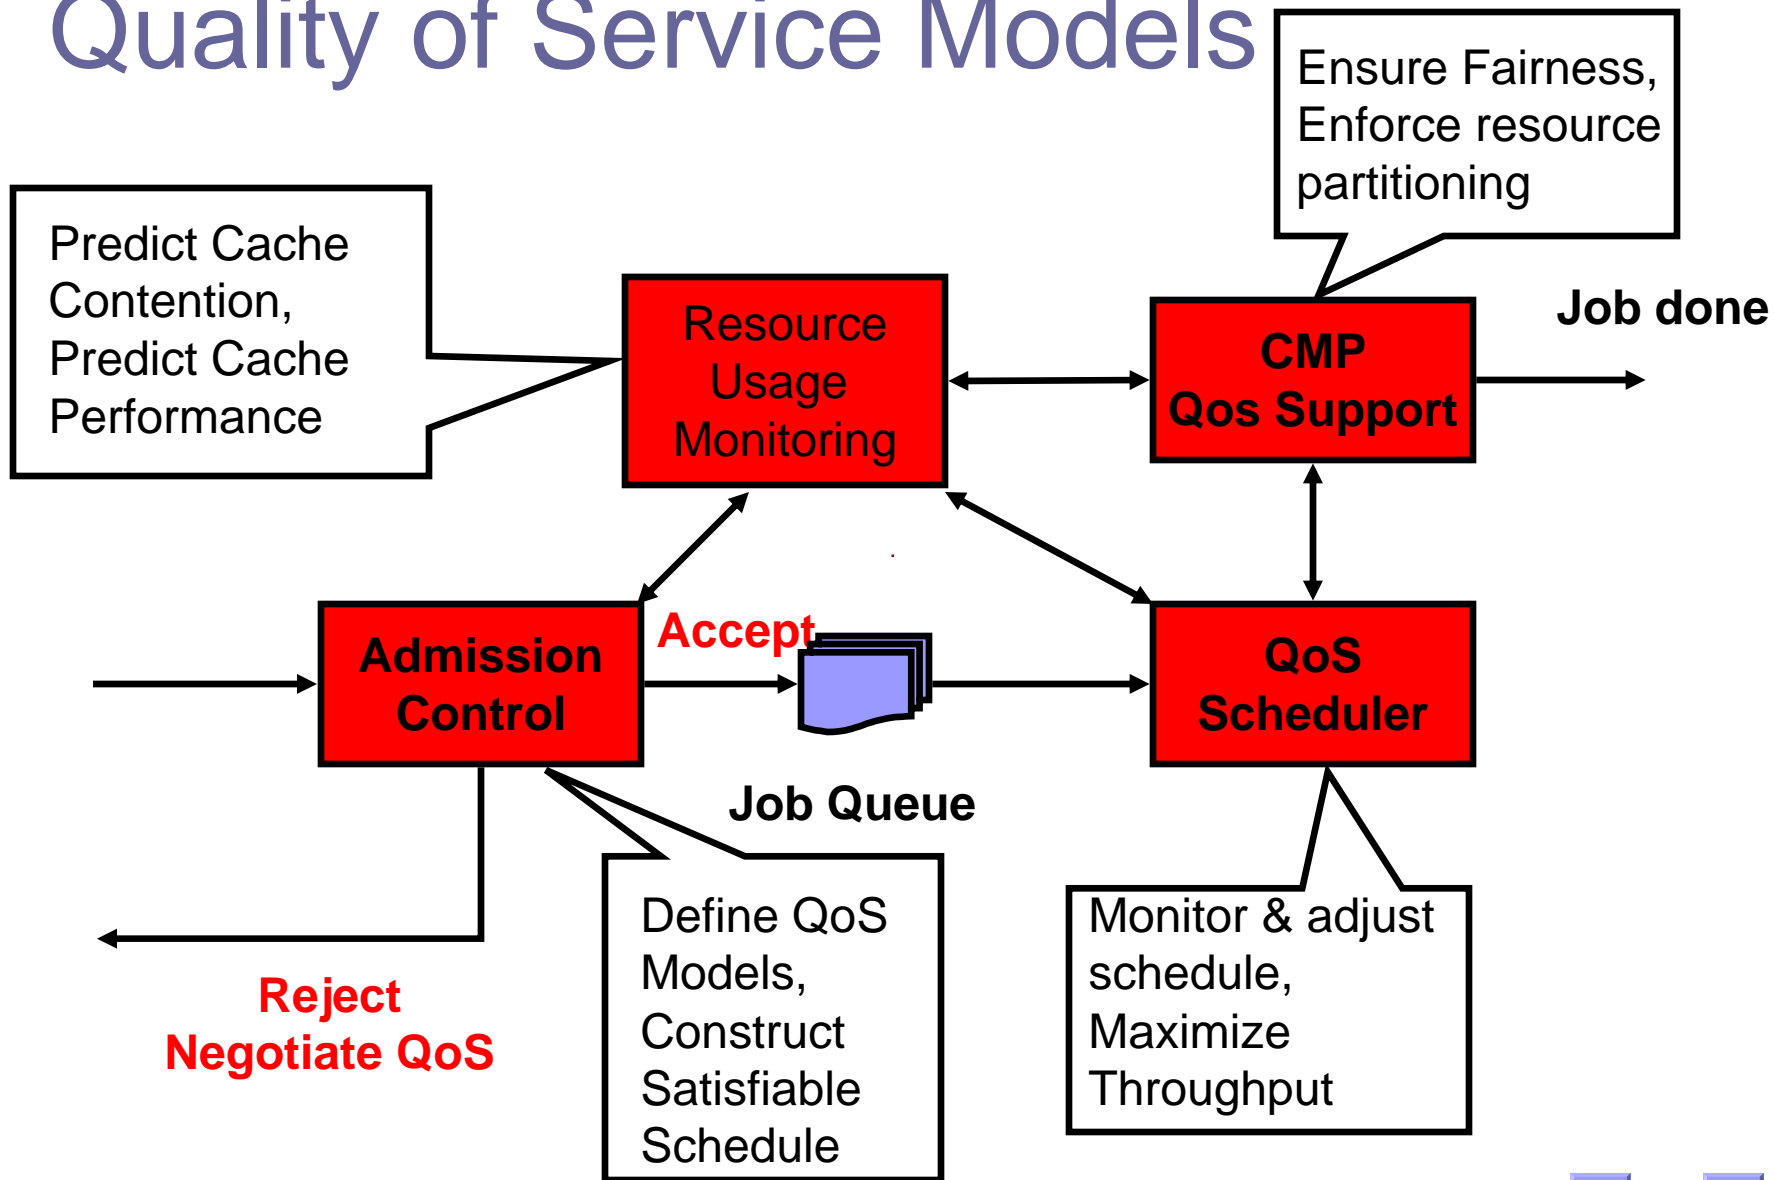 Quality of Service Models
Ensure Fairness,
Enforce resource
partitioning
Predict Cache
Contention,
Predict Cache
Performance
Resource
Usage
Monitoring
CMP
Qos Support
Job done
Admission
Control
Accept
Job Queue
QoS
Scheduler
Reject
Negotiate QoS
Define QoS
Models,
Construct
Satisfiable
Schedule
Monitor & adjust
schedule,
Maximize
Throughput